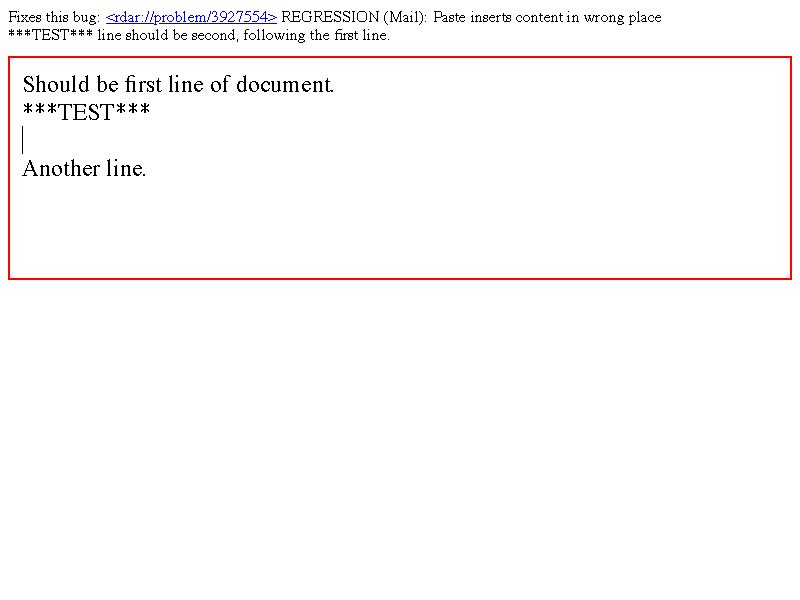 Fixes this bug: <rdar://problem/3927554> REGRESSION (Mail): Paste inserts content in wrong place
***TEST*** line should be second, following the first line.
Should be first line of document.
***TEST***
Another line.